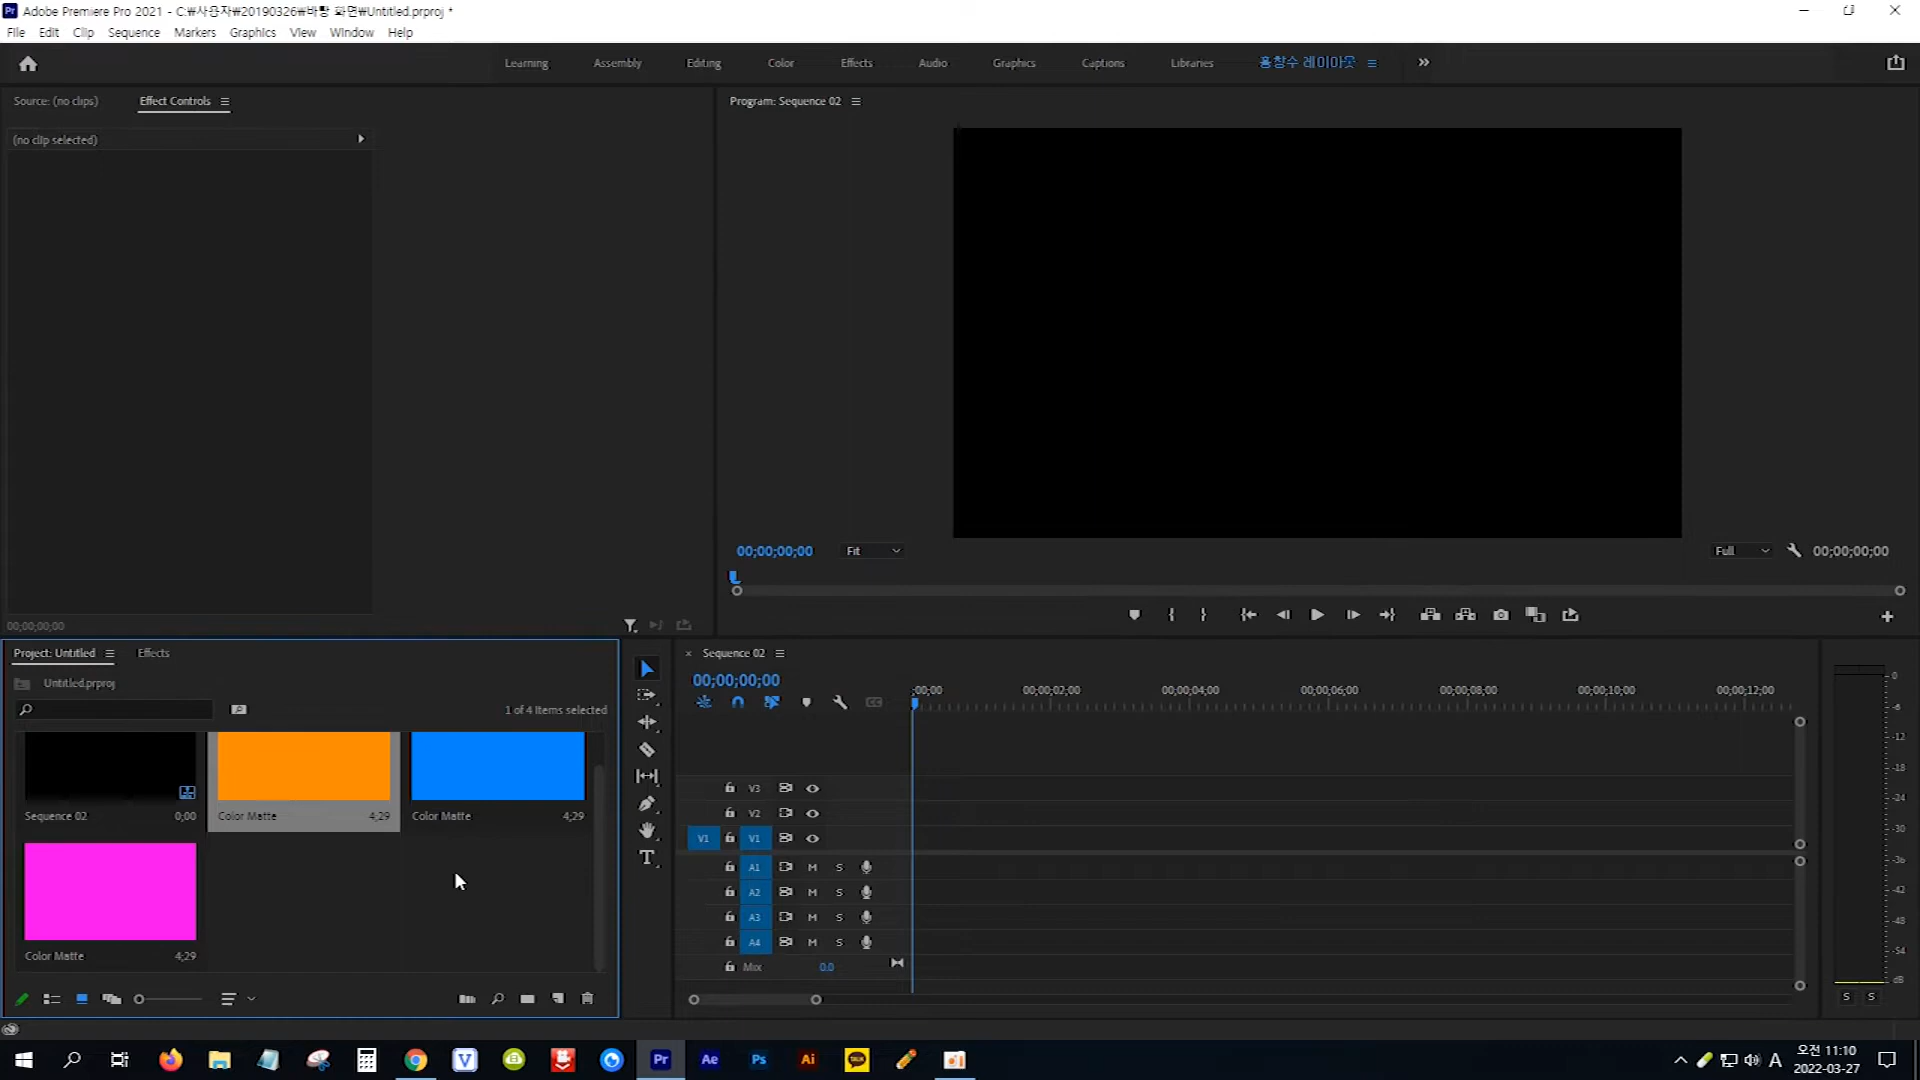 Adobe Premiere Pro 2021 - C:₩사용자₩20190326₩바탕 화면₩Untitled.prproj *
File Edit Clip Sequence Markers Graphics View Window Help
Learning Assembly Editing Color Effects Audio Graphics Captions Libraries 홍창수 레이아웃
Source: (no clips) Effect Controls
Program: Sequence 02
(no clip selected)
00;00;00;00 Fit Full 00;00;00;00
00;00;00;00
Project: Untitled Effects
Untitled.prproj
1 of 4 items selected
Sequence 02 0;00
Color Matte 4;29
Color Matte 4;29
Color Matte 4;29
Sequence 02
00;00;00;00
;00;00 00;00;02;00 00;00;04;00 00;00;06;00 00;00;08;00 00;00;10;00 00;00;12;00
V3
V2
V1 V1
A1 M S
A2 M S
A3 M S
A4 M S
Mix 0.0
0
-6
-12
-18
-24
-30
-36
-42
-48
-54
dB
S S
Pr Ae Ps Ai TALK
A
오전 11:10
2022-03-27